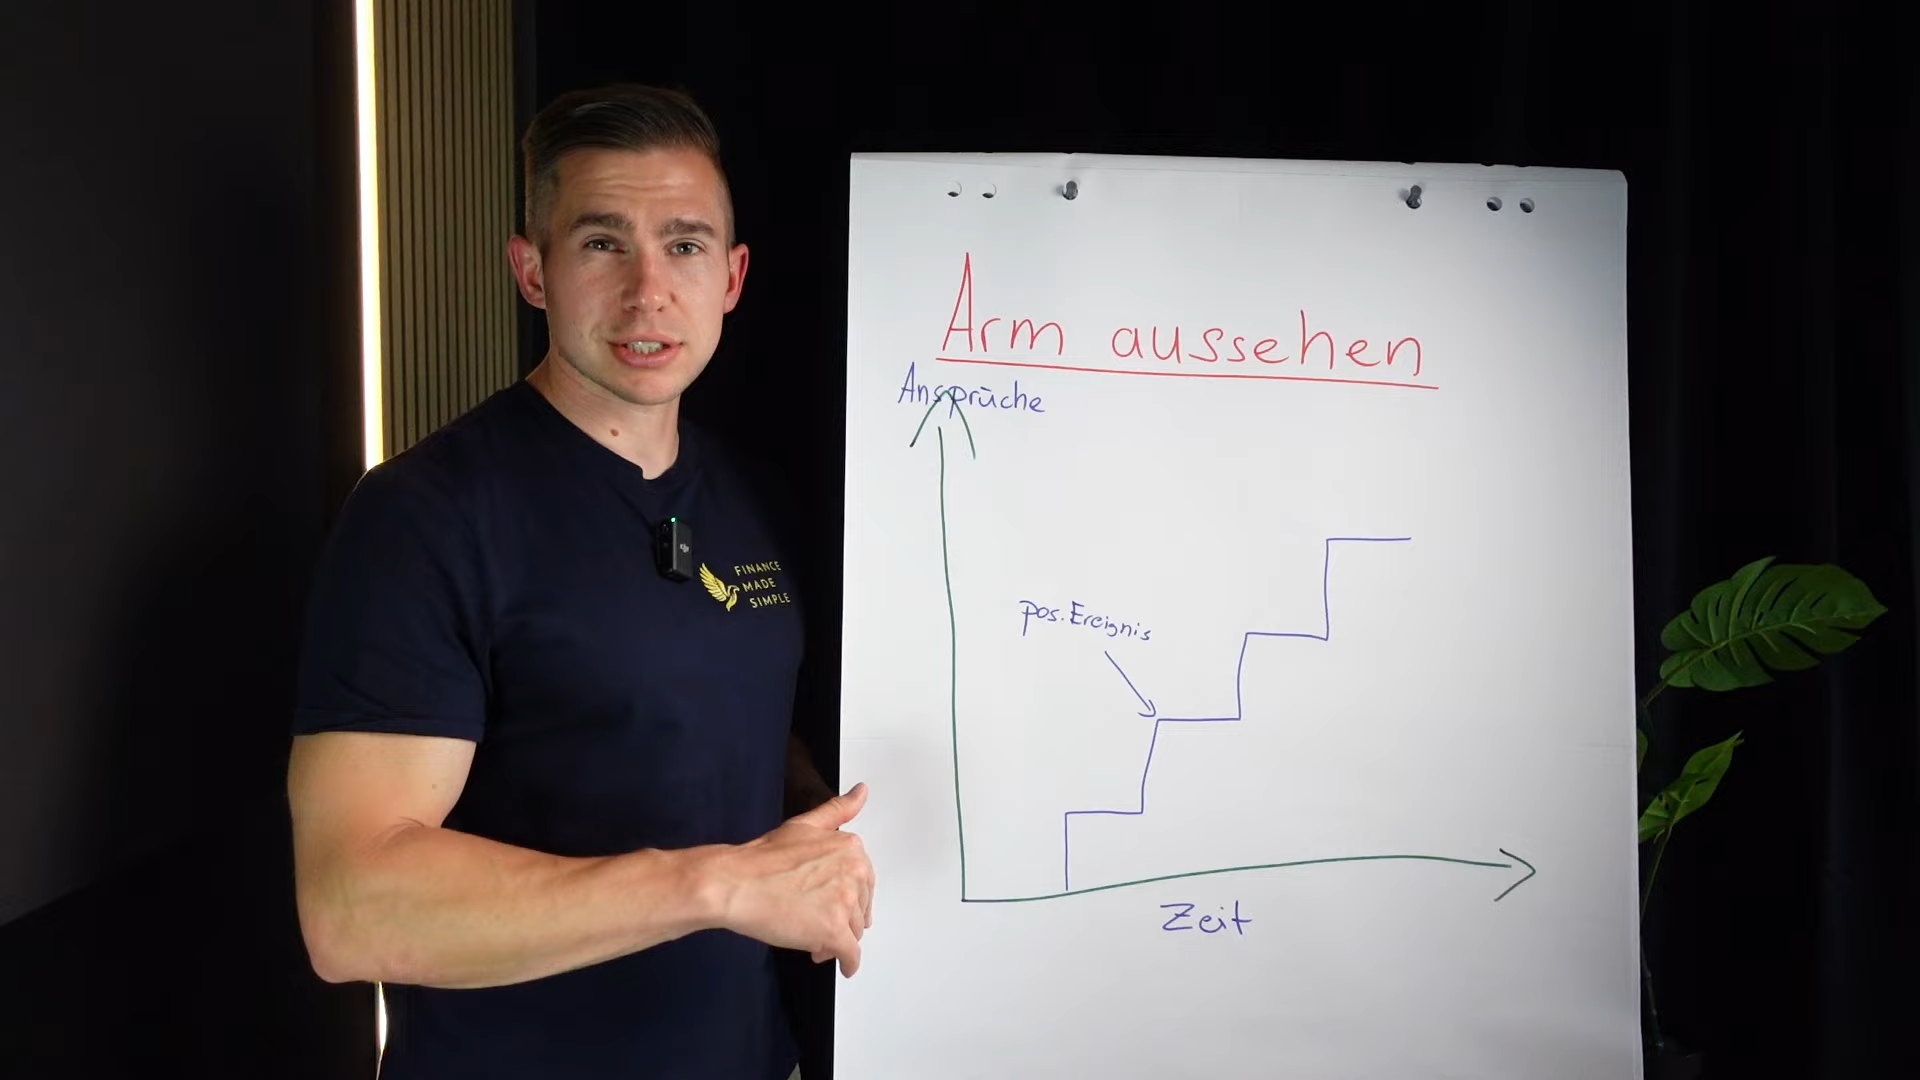 Arm aussehen
Ansprüche
pos. Ereignis
Zeit
FINANCE
MADE
SIMPLE